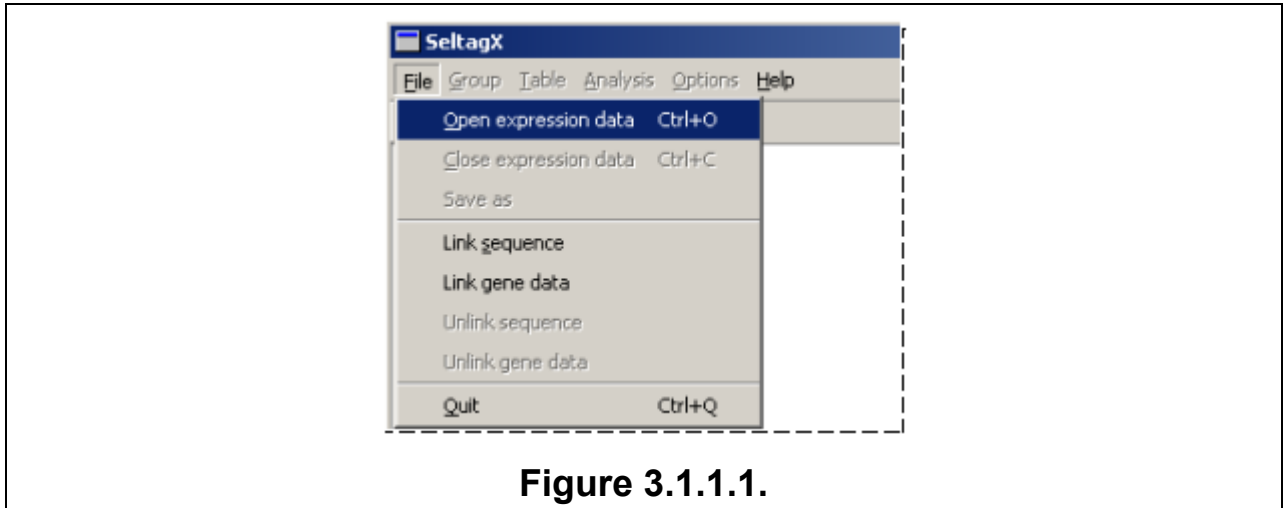 SeltagX
File Group Table Analysis Options Help
Open expression data Ctrl+O
Close expression data Ctrl+C
Save as
Link sequence
Link gene data
Unlink sequence
Unlink gene data
Quit Ctrl+Q
Figure 3.1.1.1.